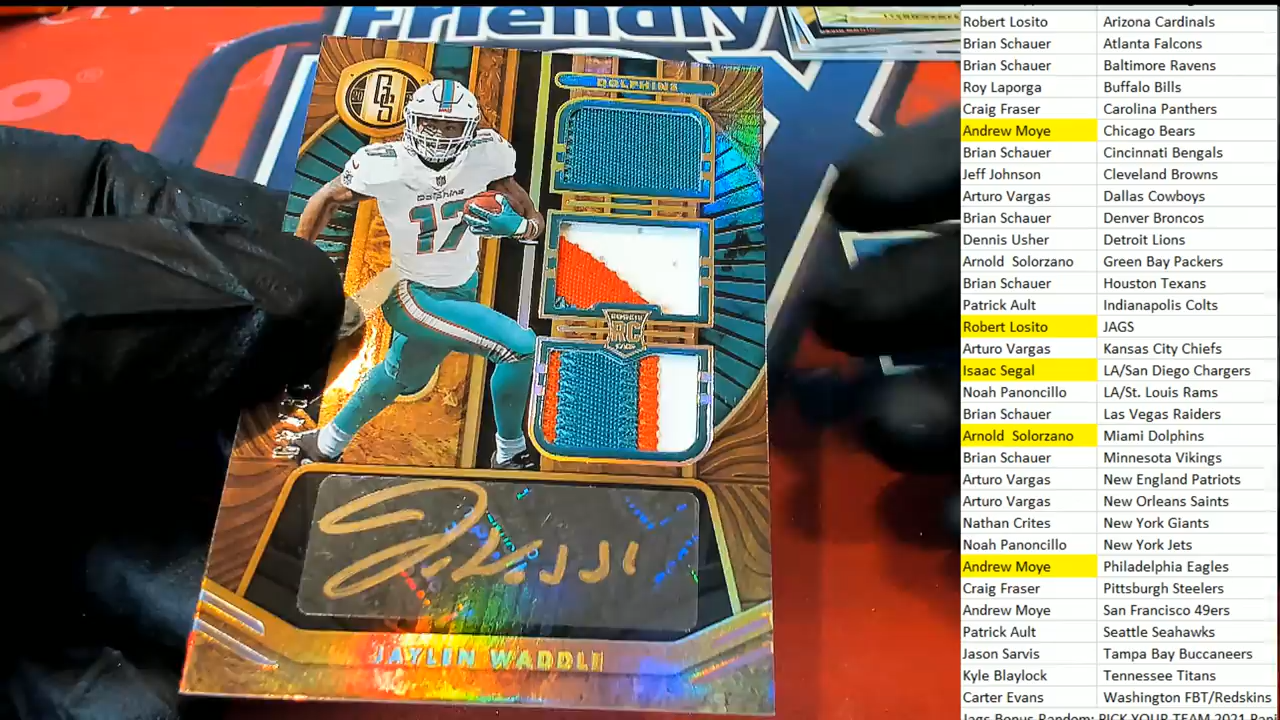 Friendly
GS
DOLPHINS
Dolphins
17
17
ROOKIE
RC
CARD
JAYLEN WADDLE
Robert Losito Arizona Cardinals
Brian Schauer Atlanta Falcons
Brian Schauer Baltimore Ravens
Roy Laporga Buffalo Bills
Craig Fraser Carolina Panthers
Andrew Moye Chicago Bears
Brian Schauer Cincinnati Bengals
Jeff Johnson Cleveland Browns
Arturo Vargas Dallas Cowboys
Brian Schauer Denver Broncos
Dennis Usher Detroit Lions
Arnold Solorzano Green Bay Packers
Brian Schauer Houston Texans
Patrick Ault Indianapolis Colts
Robert Losito JAGS
Arturo Vargas Kansas City Chiefs
Isaac Segal LA/San Diego Chargers
Noah Panoncillo LA/St. Louis Rams
Brian Schauer Las Vegas Raiders
Arnold Solorzano Miami Dolphins
Brian Schauer Minnesota Vikings
Arturo Vargas New England Patriots
Arturo Vargas New Orleans Saints
Nathan Crites New York Giants
Noah Panoncillo New York Jets
Andrew Moye Philadelphia Eagles
Craig Fraser Pittsburgh Steelers
Andrew Moye San Francisco 49ers
Patrick Ault Seattle Seahawks
Jason Sarvis Tampa Bay Buccaneers
Kyle Blaylock Tennessee Titans
Carter Evans Washington FBT/Redskins
Jags Bonus Random: PICK YOUR TEAM 2021